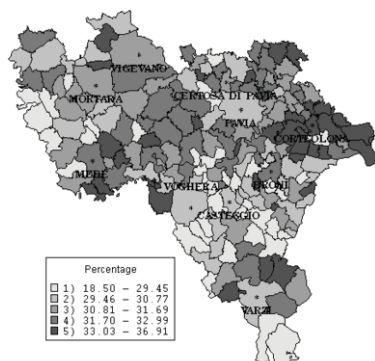 VIGEVANO
MORTARA
CERTOSA DI PAVIA
PAVIA
CORTEOLONA
MEDE
VOGHERA
BRONI
CASTEGGIO
VARZI
Percentage
1) 18.50 - 29.45
2) 29.46 - 30.77
3) 30.81 - 31.69
4) 31.70 - 32.99
5) 33.03 - 36.91